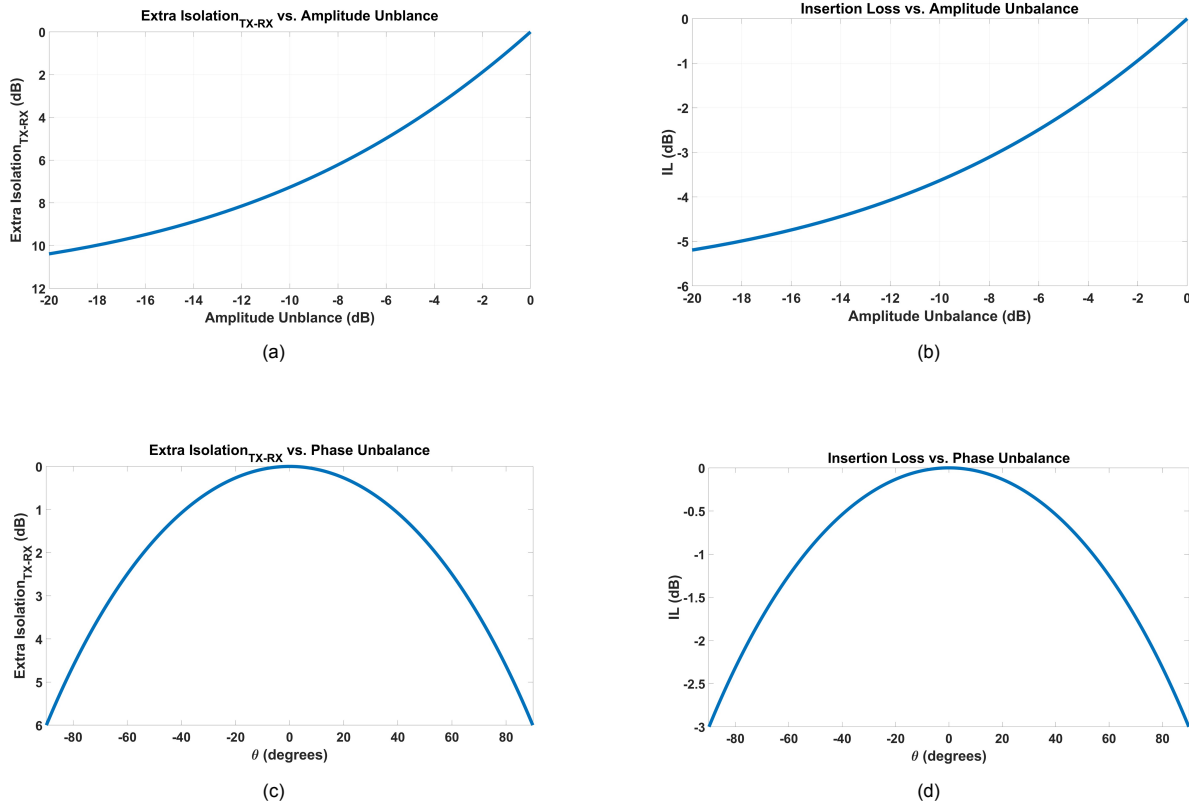 Extra Isolation_TX-RX vs. Amplitude Unblance
0
2
4
6
8
10
12
Extra Isolation_TX-RX (dB)
-20 -18 -16 -14 -12 -10 -8 -6 -4 -2 0
Amplitude Unblance (dB)
(a)
Insertion Loss vs. Amplitude Unbalance
0
-1
-2
-3
-4
-5
-6
IL (dB)
-20 -18 -16 -14 -12 -10 -8 -6 -4 -2 0
Amplitude Unbalance (dB)
(b)
Extra Isolation_TX-RX vs. Phase Unbalance
0
1
2
3
4
5
6
Extra Isolation_TX-RX (dB)
-80 -60 -40 -20 0 20 40 60 80
θ (degrees)
(c)
Insertion Loss vs. Phase Unbalance
0
-0.5
-1
-1.5
-2
-2.5
-3
IL (dB)
-80 -60 -40 -20 0 20 40 60 80
θ (degrees)
(d)